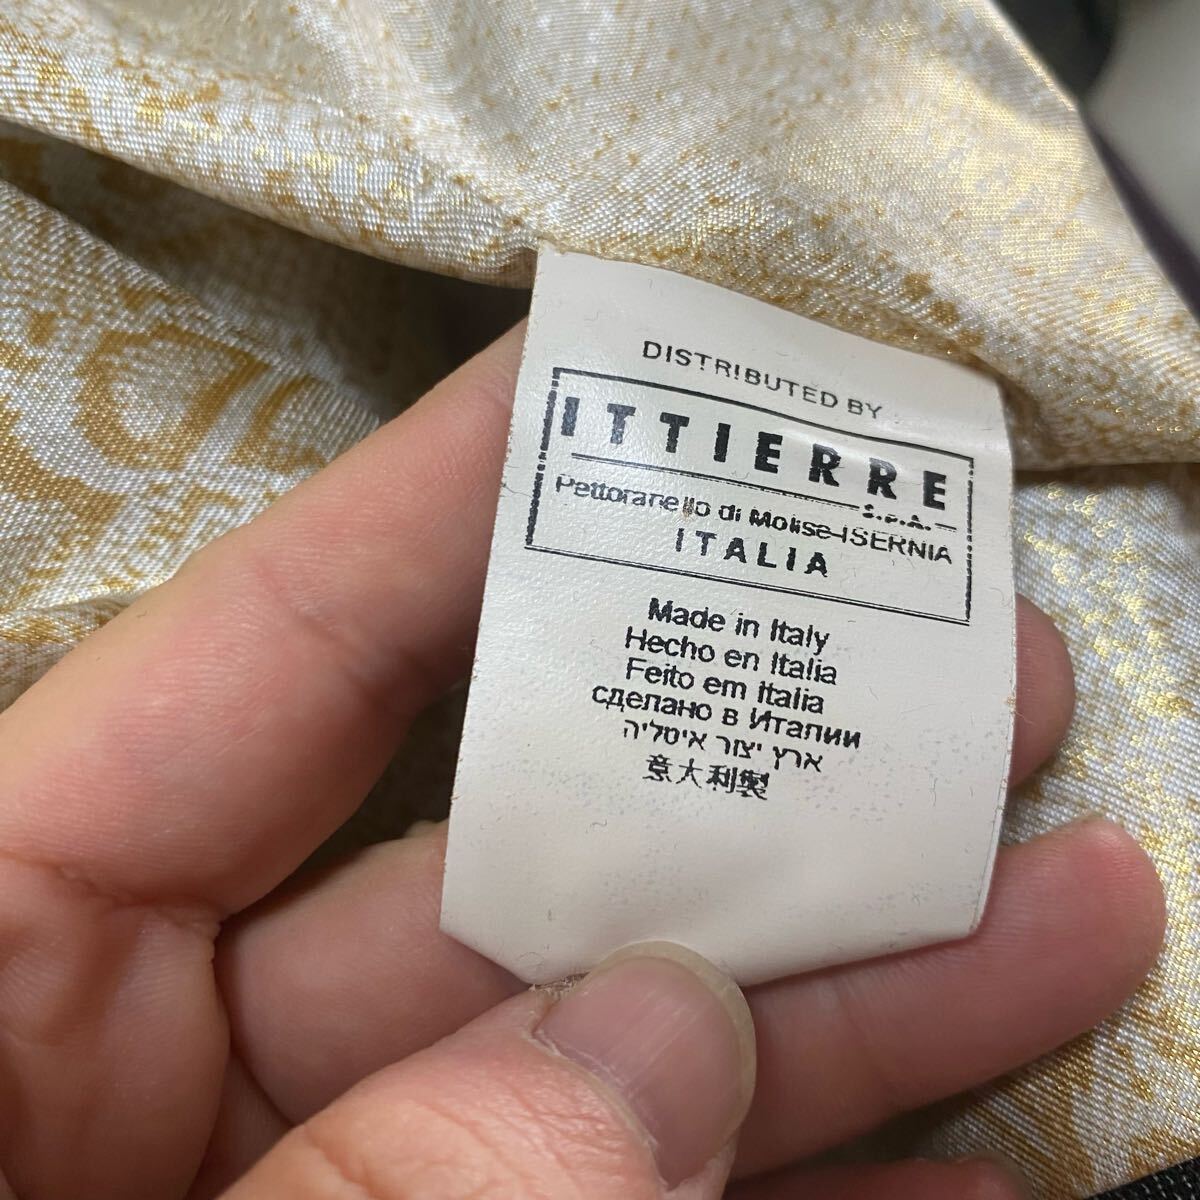 DISTRIBUTED BY
ITTIERRE
S.P.A.
Pettoranello di Molise-ISERNIA
ITALIA
Made in Italy
Hecho en Italia
Feito em Italia
сделано в Италии
ארץ יצור איטליה
意大利製